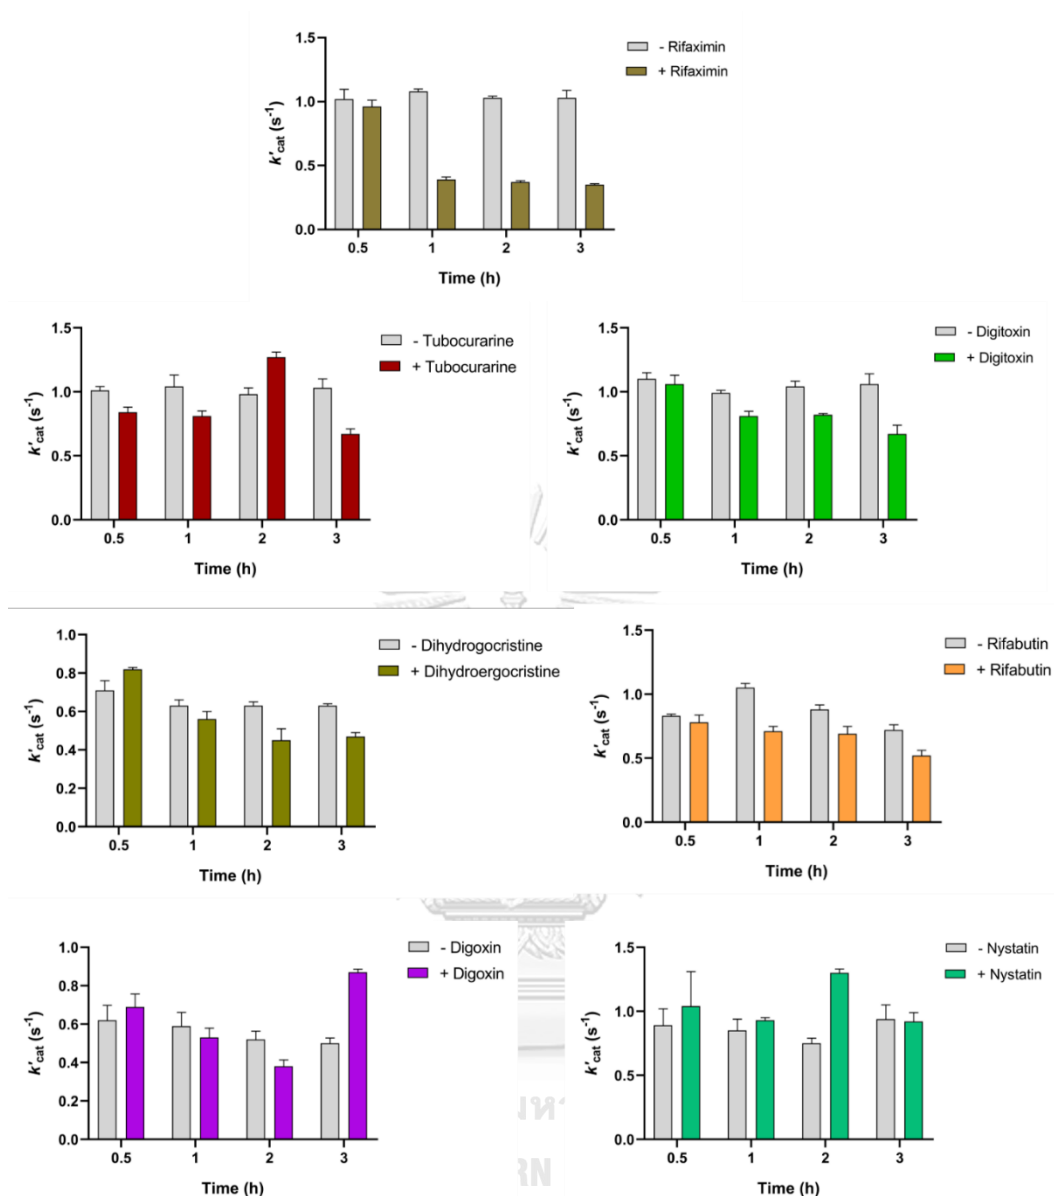 1.5
1.0
0.5
0.0
k′cat (s-1)
0.5 1 2 3
Time (h)
- Rifaximin
+ Rifaximin
1.5
1.0
0.5
0.0
k′cat (s-1)
0.5 1 2 3
Time (h)
- Tubocurarine
+ Tubocurarine
1.5
1.0
0.5
0.0
k′cat (s-1)
0.5 1 2 3
Time (h)
- Digitoxin
+ Digitoxin
1.0
0.8
0.6
0.4
0.2
0.0
k′cat (s-1)
0.5 1 2 3
Time (h)
- Dihydrogocristine
+ Dihydroergocristine
1.5
1.0
0.5
0.0
k′cat (s-1)
0.5 1 2 3
Time (h)
- Rifabutin
+ Rifabutin
1.0
0.8
0.6
0.4
0.2
0.0
k′cat (s-1)
0.5 1 2 3
Time (h)
- Digoxin
+ Digoxin
1.5
1.0
0.5
0.0
k′cat (s-1)
0.5 1 2 3
Time (h)
- Nystatin
+ Nystatin